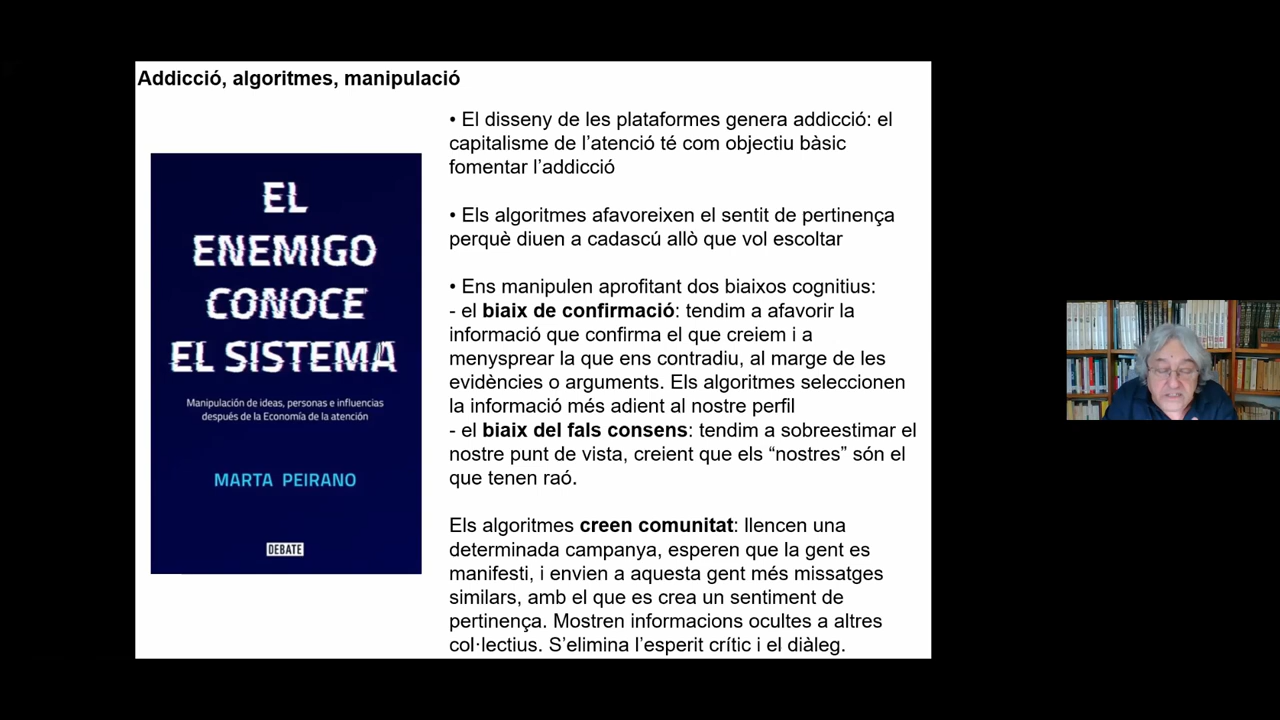 Addicció, algoritmes, manipulació
EL
ENEMIGO
CONOCE
EL SISTEMA
Manipulación de ideas, personas e influencias
después de la Economía de la atención
MARTA PEIRANO
DEBATE
• El disseny de les plataformes genera addicció: el
capitalisme de l’atenció té com objectiu bàsic
fomentar l’addicció
• Els algoritmes afavoreixen el sentit de pertinença
perquè diuen a cadascú allò que vol escoltar
• Ens manipulen aprofitant dos biaixos cognitius:
- el biaix de confirmació: tendim a afavorir la
informació que confirma el que creiem i a
menysprear la que ens contradiu, al marge de les
evidències o arguments. Els algoritmes seleccionen
la informació més adient al nostre perfil
- el biaix del fals consens: tendim a sobreestimar el
nostre punt de vista, creient que els “nostres” són el
que tenen raó.
Els algoritmes creen comunitat: llencen una
determinada campanya, esperen que la gent es
manifesti, i envien a aquesta gent més missatges
similars, amb el que es crea un sentiment de
pertinença. Mostren informacions ocultes a altres
col·lectius. S’elimina l’esperit crític i el diàleg.